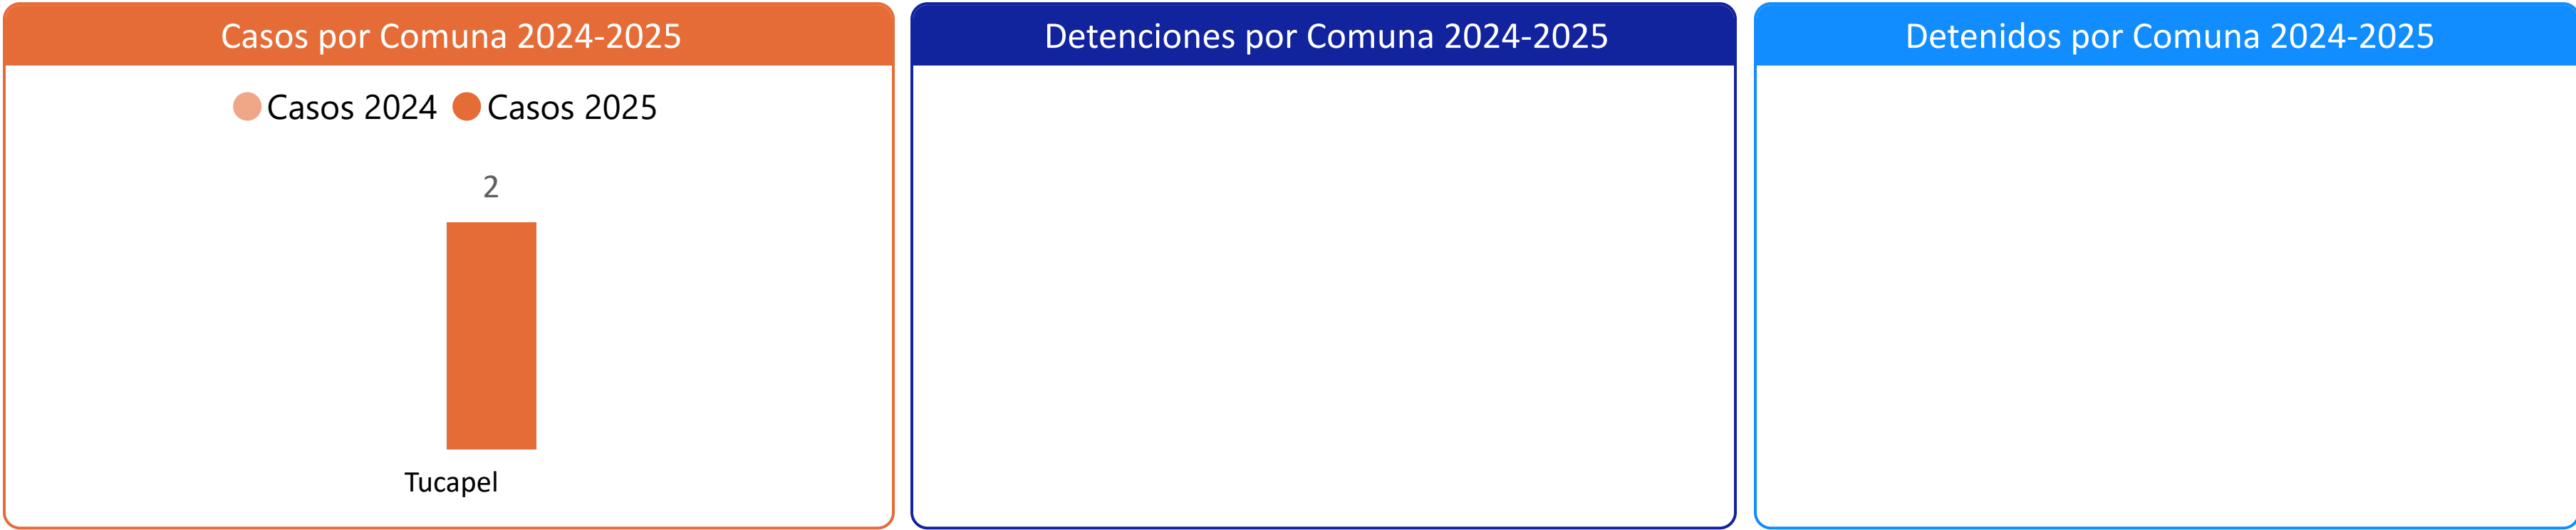 Casos por Comuna 2024-2025
Casos 2024 Casos 2025
2
Tucapel
Detenciones por Comuna 2024-2025
Detenidos por Comuna 2024-2025